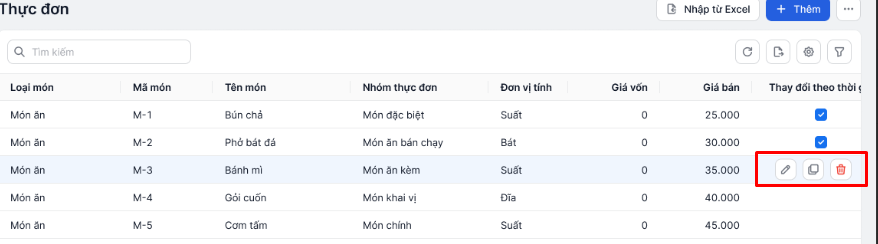 Thực đơn
Nhập từ Excel
Thêm
Tìm kiếm
Loại món Mã món Tên món Nhóm thực đơn Đơn vị tính Giá vốn Giá bán Thay đổi theo thời g
Món ăn M-1 Bún chả Món đặc biệt Suất 0 25.000
Món ăn M-2 Phở bát đá Món ăn bán chạy Bát 0 30.000
Món ăn M-3 Bánh mì Món ăn kèm Suất 0 35.000
Món ăn M-4 Gỏi cuốn Món khai vị Đĩa 0 40.000
Món ăn M-5 Cơm tấm Món chính Suất 0 45.000